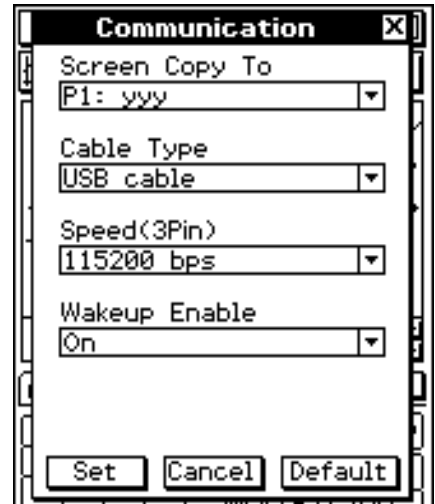 Communication X
Screen Copy To
P1: yyy
Cable Type
USB cable
Speed(3Pin)
115200 bps
Wakeup Enable
On
Set Cancel Default